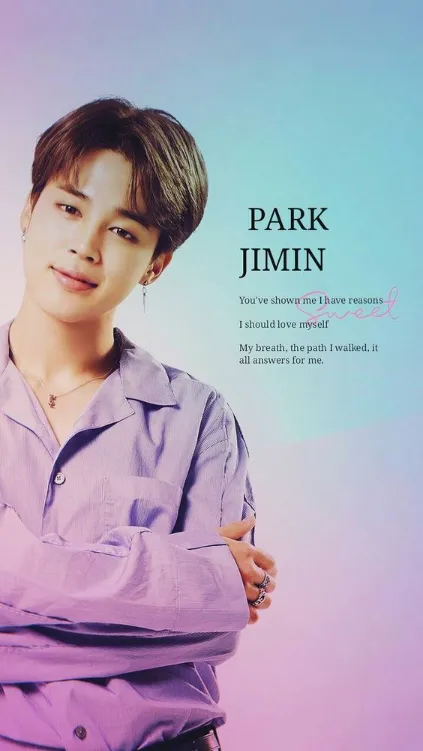 PARK
JIMIN
You've shown me I have reasons
Sweet
I should love myself
My breath, the path I walked, it
all answers for me.